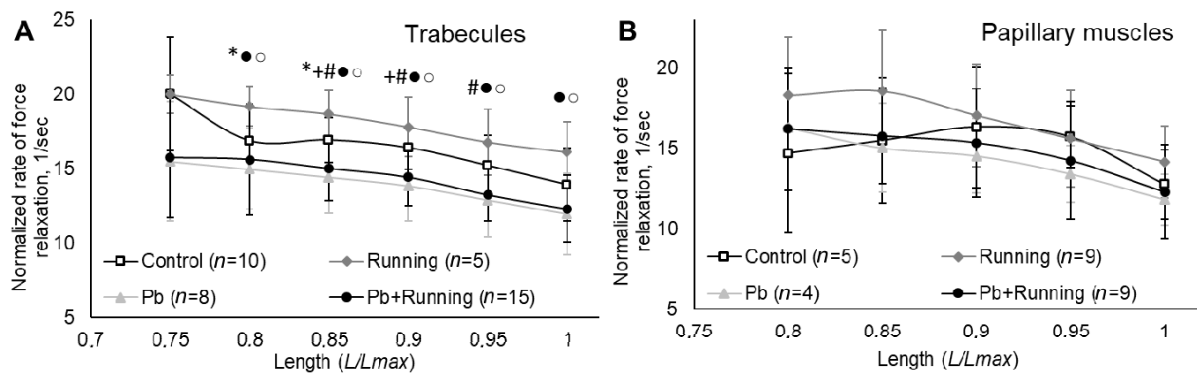 A
Trabecules
Normalized rate of force
relaxation, 1/sec
25
20
15
10
5
*●○
*+#●○
+#●○
#●○
●○
Control (n=10)
Running (n=5)
Pb (n=8)
Pb+Running (n=15)
0,7
0,75
0,8
0,85
0,9
0,95
1
Length (L/Lmax)
B
Papillary muscles
Normalized rate of force
relaxation, 1/sec
20
15
10
5
Control (n=5)
Running (n=9)
Pb (n=4)
Pb+Running (n=9)
0,75
0,8
0,85
0,9
0,95
1
Length (L/Lmax)